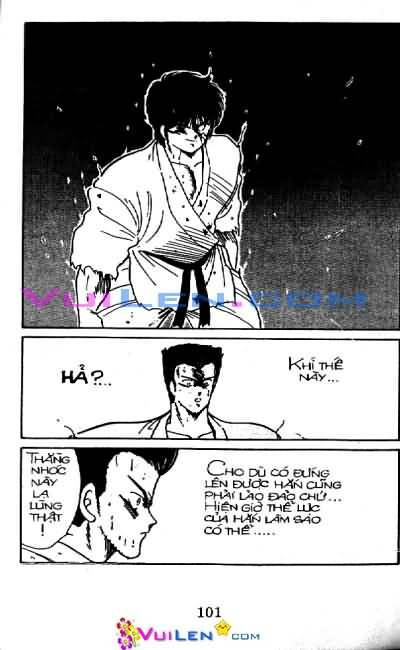 VUILEN.COM
HẢ?....
KHÍ THẾ
NÀY...
THẰNG
NHÓC
NÀY
LẠ
LÙNG
THẬT
!
CHO DÙ CÓ ĐỨNG
LÊN ĐƯỢC HẮN CŨNG
PHẢI LẢO ĐẢO CHỨ...
HIỆN GIỜ THỂ LỰC
CỦA HẮN LÀM SAO
CÓ THỂ.....
101
VUILEN
COM